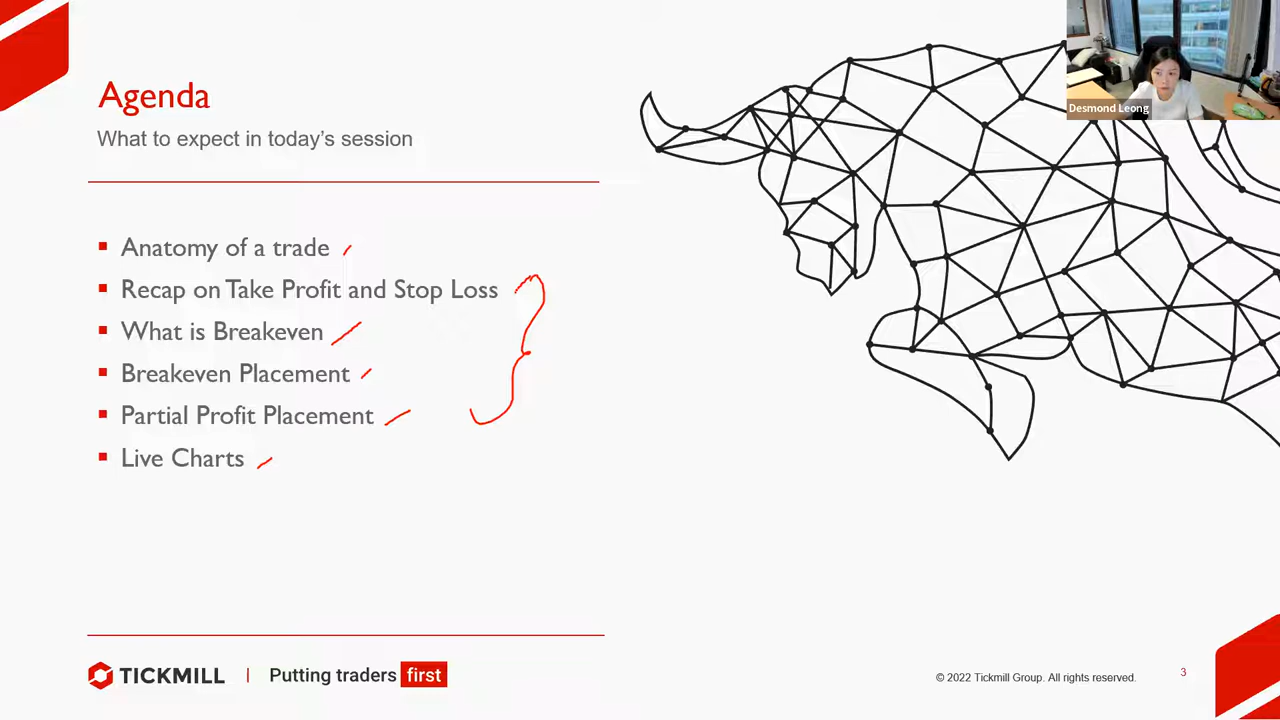 Agenda
What to expect in today's session
Desmond Leong
Anatomy of a trade
Recap on Take Profit and Stop Loss
What is Breakeven
Breakeven Placement
Partial Profit Placement
Live Charts
TICKMILL | Putting traders first
© 2022 Tickmill Group. All rights reserved.
3